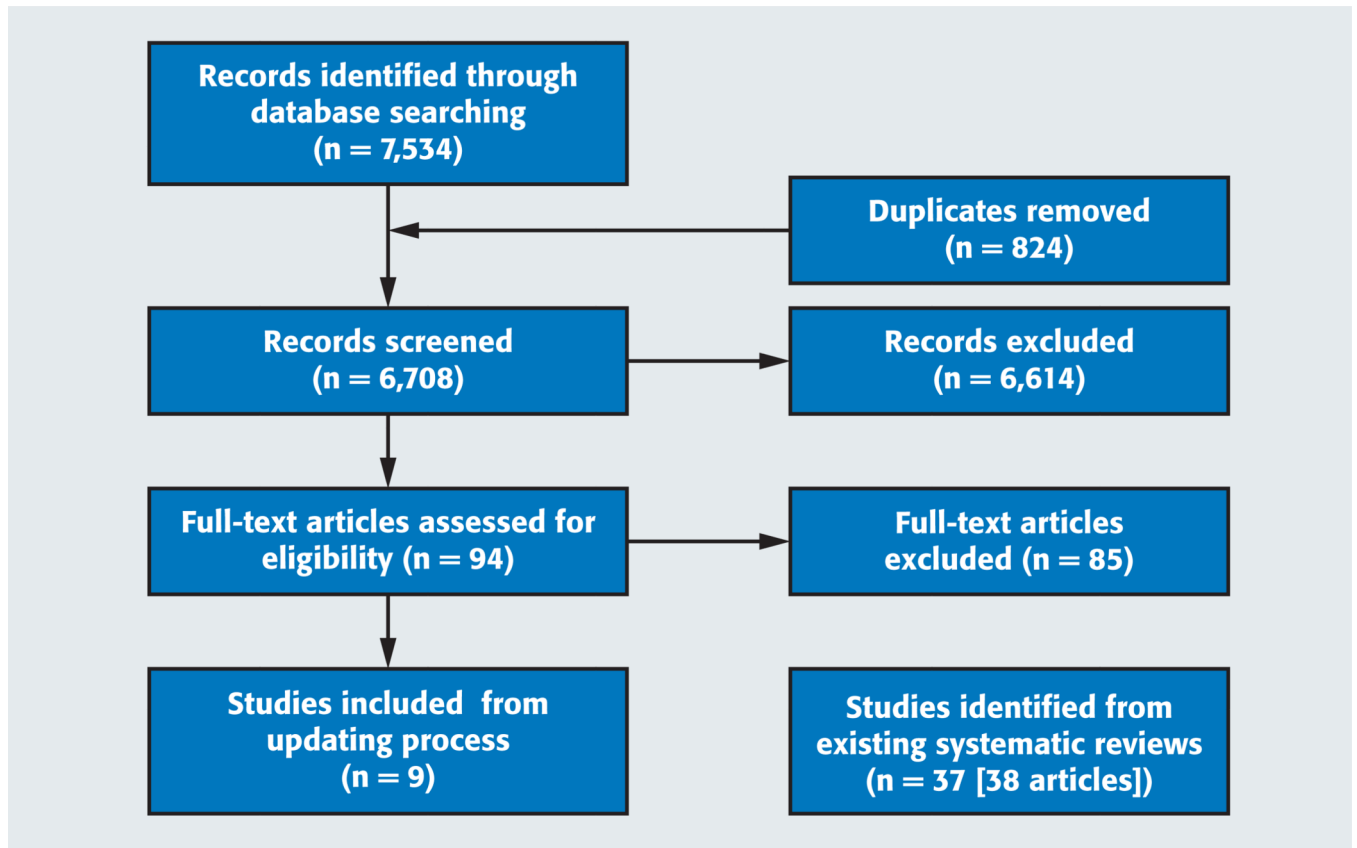 Records identified through
database searching
(n = 7,534)
Duplicates removed
(n = 824)
Records screened
(n = 6,708)
Records excluded
(n = 6,614)
Full-text articles assessed for
eligibility (n = 94)
Full-text articles
excluded (n = 85)
Studies included from
updating process
(n = 9)
Studies identified from
existing systematic reviews
(n = 37 [38 articles])